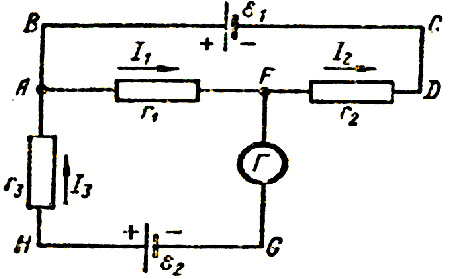 B + ε₁ - C
A I₁ F I₂ D
r₁ r₂
Г
r₃ I₃
H + - G
ε₂